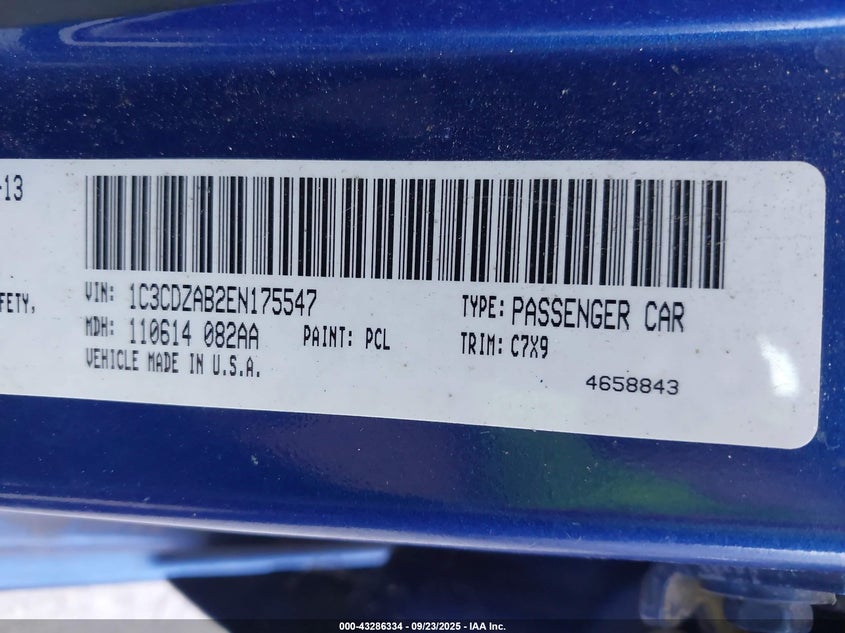 -13
FETY,
VIN: 1C3CDZAB2EN175547 TYPE: PASSENGER CAR
MDH: 110614 082AA PAINT: PCL TRIM: C7X9
VEHICLE MADE IN U.S.A.
4658843
000-43286334 - 09/23/2025 - IAA Inc.